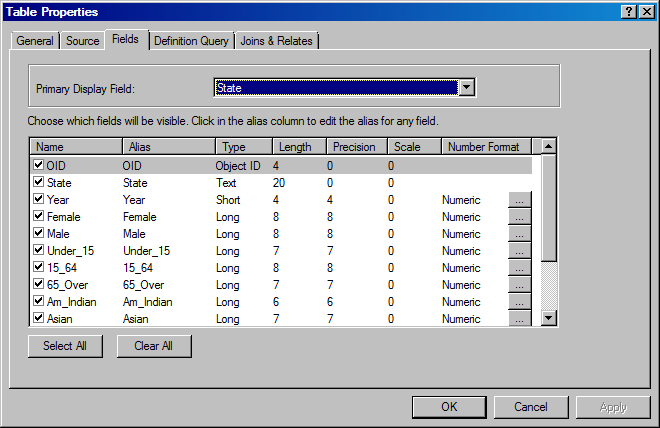 Table Properties
General Source Fields Definition Query Joins & Relates
Primary Display Field: State
Choose which fields will be visible. Click in the alias column to edit the alias for any field.
Name Alias Type Length Precision Scale Number Format
OID OID Object ID 4 0 0
State State Text 20 0 0
Year Year Short 4 4 0 Numeric ...
Female Female Long 8 8 0 Numeric ...
Male Male Long 8 8 0 Numeric ...
Under_15 Under_15 Long 7 7 0 Numeric ...
15_64 15_64 Long 8 8 0 Numeric ...
65_Over 65_Over Long 7 7 0 Numeric ...
Am_Indian Am_Indian Long 6 6 0 Numeric ...
Asian Asian Long 7 7 0 Numeric ...
Select All Clear All
OK Cancel Apply